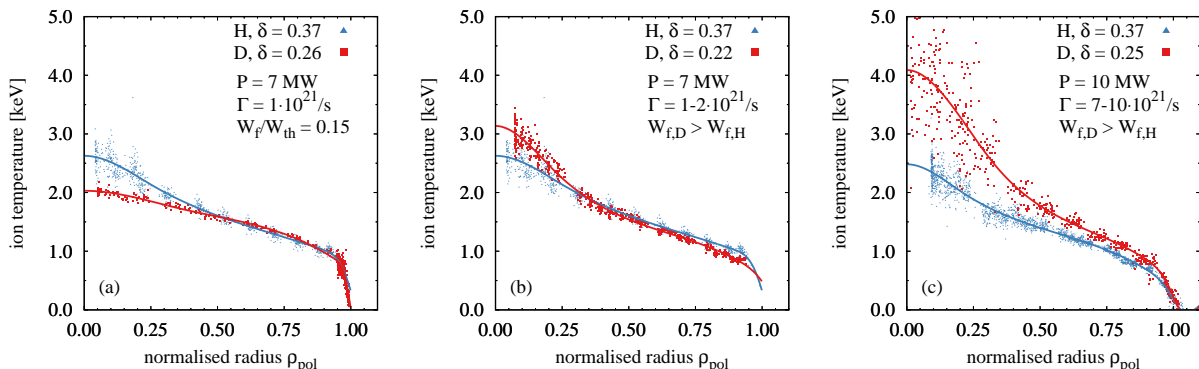 5.0
4.0
3.0
2.0
1.0
0.0
ion temperature [keV]
H, δ = 0.37
D, δ = 0.26
P = 7 MW
Γ = 1·10²¹/s
W_f/W_th = 0.15
(a)
0.00 0.25 0.50 0.75 1.00
normalised radius ρ_pol
5.0
4.0
3.0
2.0
1.0
0.0
ion temperature [keV]
H, δ = 0.37
D, δ = 0.22
P = 7 MW
Γ = 1-2·10²¹/s
W_f,D > W_f,H
(b)
0.00 0.25 0.50 0.75 1.00
normalised radius ρ_pol
5.0
4.0
3.0
2.0
1.0
0.0
ion temperature [keV]
H, δ = 0.37
D, δ = 0.25
P = 10 MW
Γ = 7-10·10²¹/s
W_f,D > W_f,H
(c)
0.00 0.25 0.50 0.75 1.00
normalised radius ρ_pol